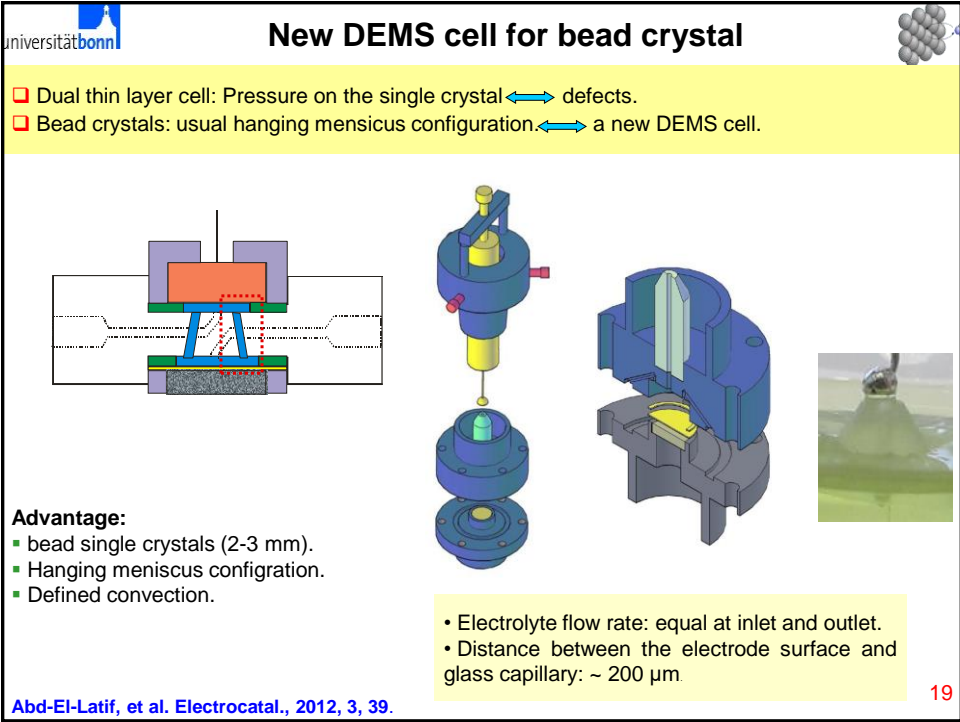 universitätbonn
New DEMS cell for bead crystal
Dual thin layer cell: Pressure on the single crystal defects.
Bead crystals: usual hanging mensicus configuration. a new DEMS cell.
Advantage:
bead single crystals (2-3 mm).
Hanging meniscus configration.
Defined convection.
• Electrolyte flow rate: equal at inlet and outlet.
• Distance between the electrode surface and
glass capillary: ~ 200 µm.
Abd-El-Latif, et al. Electrocatal., 2012, 3, 39.
19